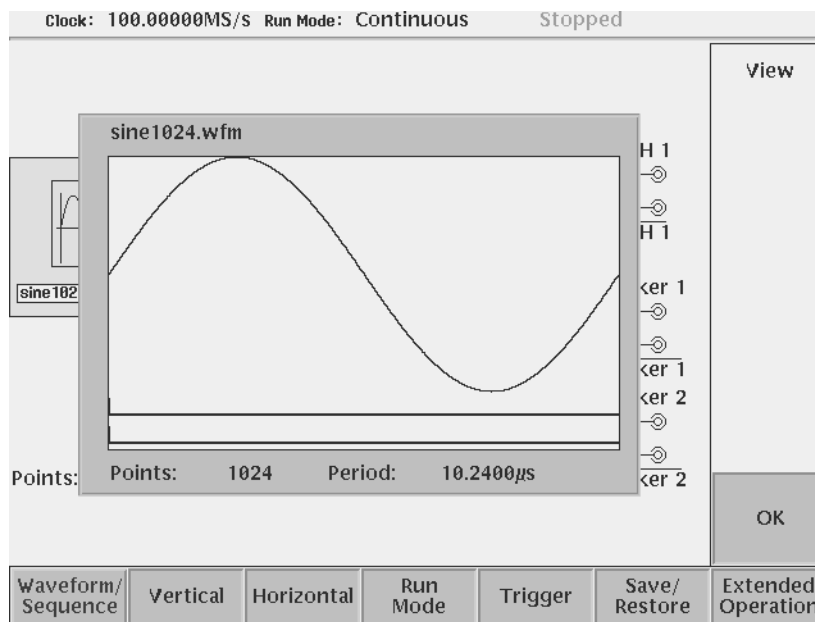 Clock: 100.00000MS/s Run Mode: Continuous Stopped
View
sine1024.wfm
H 1
H 1
sine102
ker 1
ker 1
ker 2
ker 2
Points:
Points: 1024 Period: 10.2400µs
OK
Waveform/
Sequence
Vertical
Horizontal
Run
Mode
Trigger
Save/
Restore
Extended
Operation